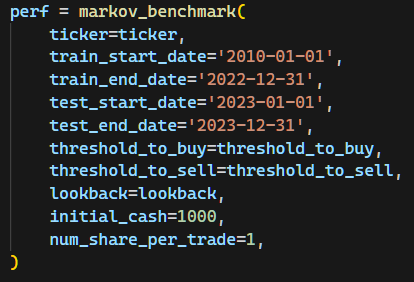 perf = markov_benchmark(
    ticker=ticker,
    train_start_date='2010-01-01',
    train_end_date='2022-12-31',
    test_start_date='2023-01-01',
    test_end_date='2023-12-31',
    threshold_to_buy=threshold_to_buy,
    threshold_to_sell=threshold_to_sell,
    lookback=lookback,
    initial_cash=1000,
    num_share_per_trade=1,
)